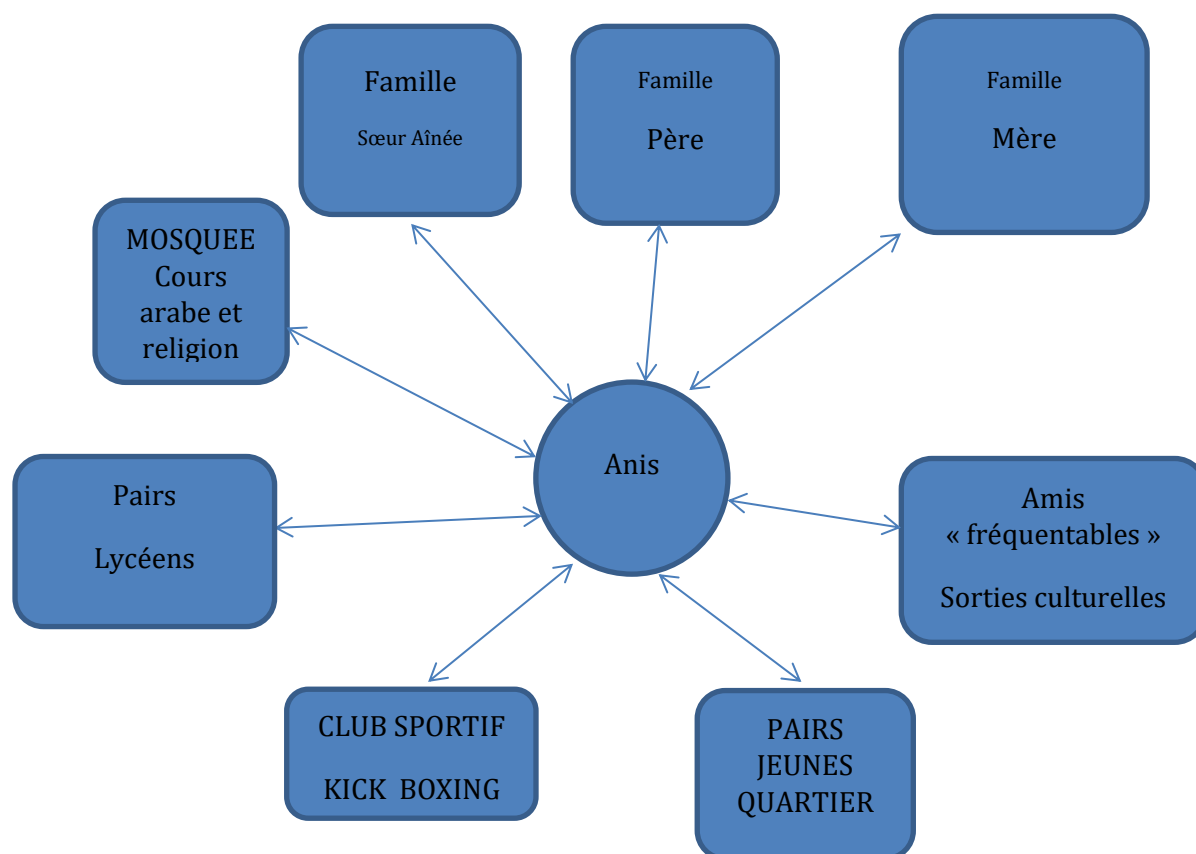 Famille
Sœur Aînée
Famille
Père
Famille
Mère
MOSQUEE
Cours
arabe et
religion
Anis
Pairs
Lycéens
Amis
« fréquentables »
Sorties culturelles
CLUB SPORTIF
KICK BOXING
PAIRS
JEUNES
QUARTIER